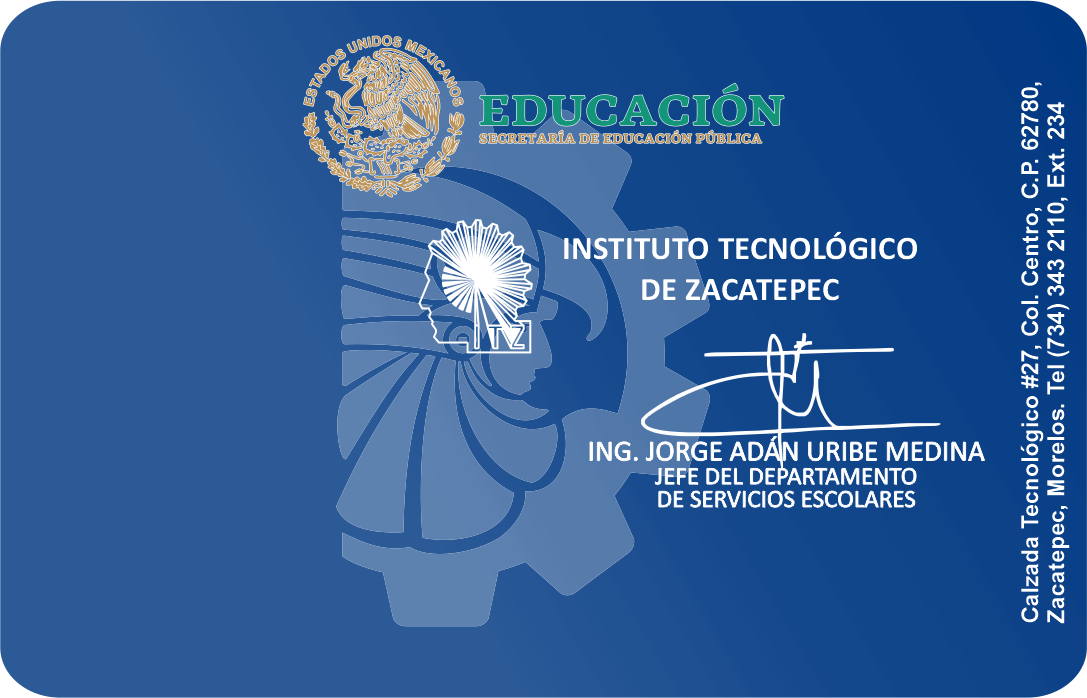 ESTADOS UNIDOS MEXICANOS
EDUCACIÓN
SECRETARÍA DE EDUCACIÓN PÚBLICA
INSTITUTO TECNOLÓGICO
DE ZACATEPEC
ITZ
ING. JORGE ADÁN URIBE MEDINA
JEFE DEL DEPARTAMENTO
DE SERVICIOS ESCOLARES
Calzada Tecnológico #27, Col. Centro, C.P. 62780,
Zacatepec, Morelos. Tel (734) 343 2110, Ext. 234